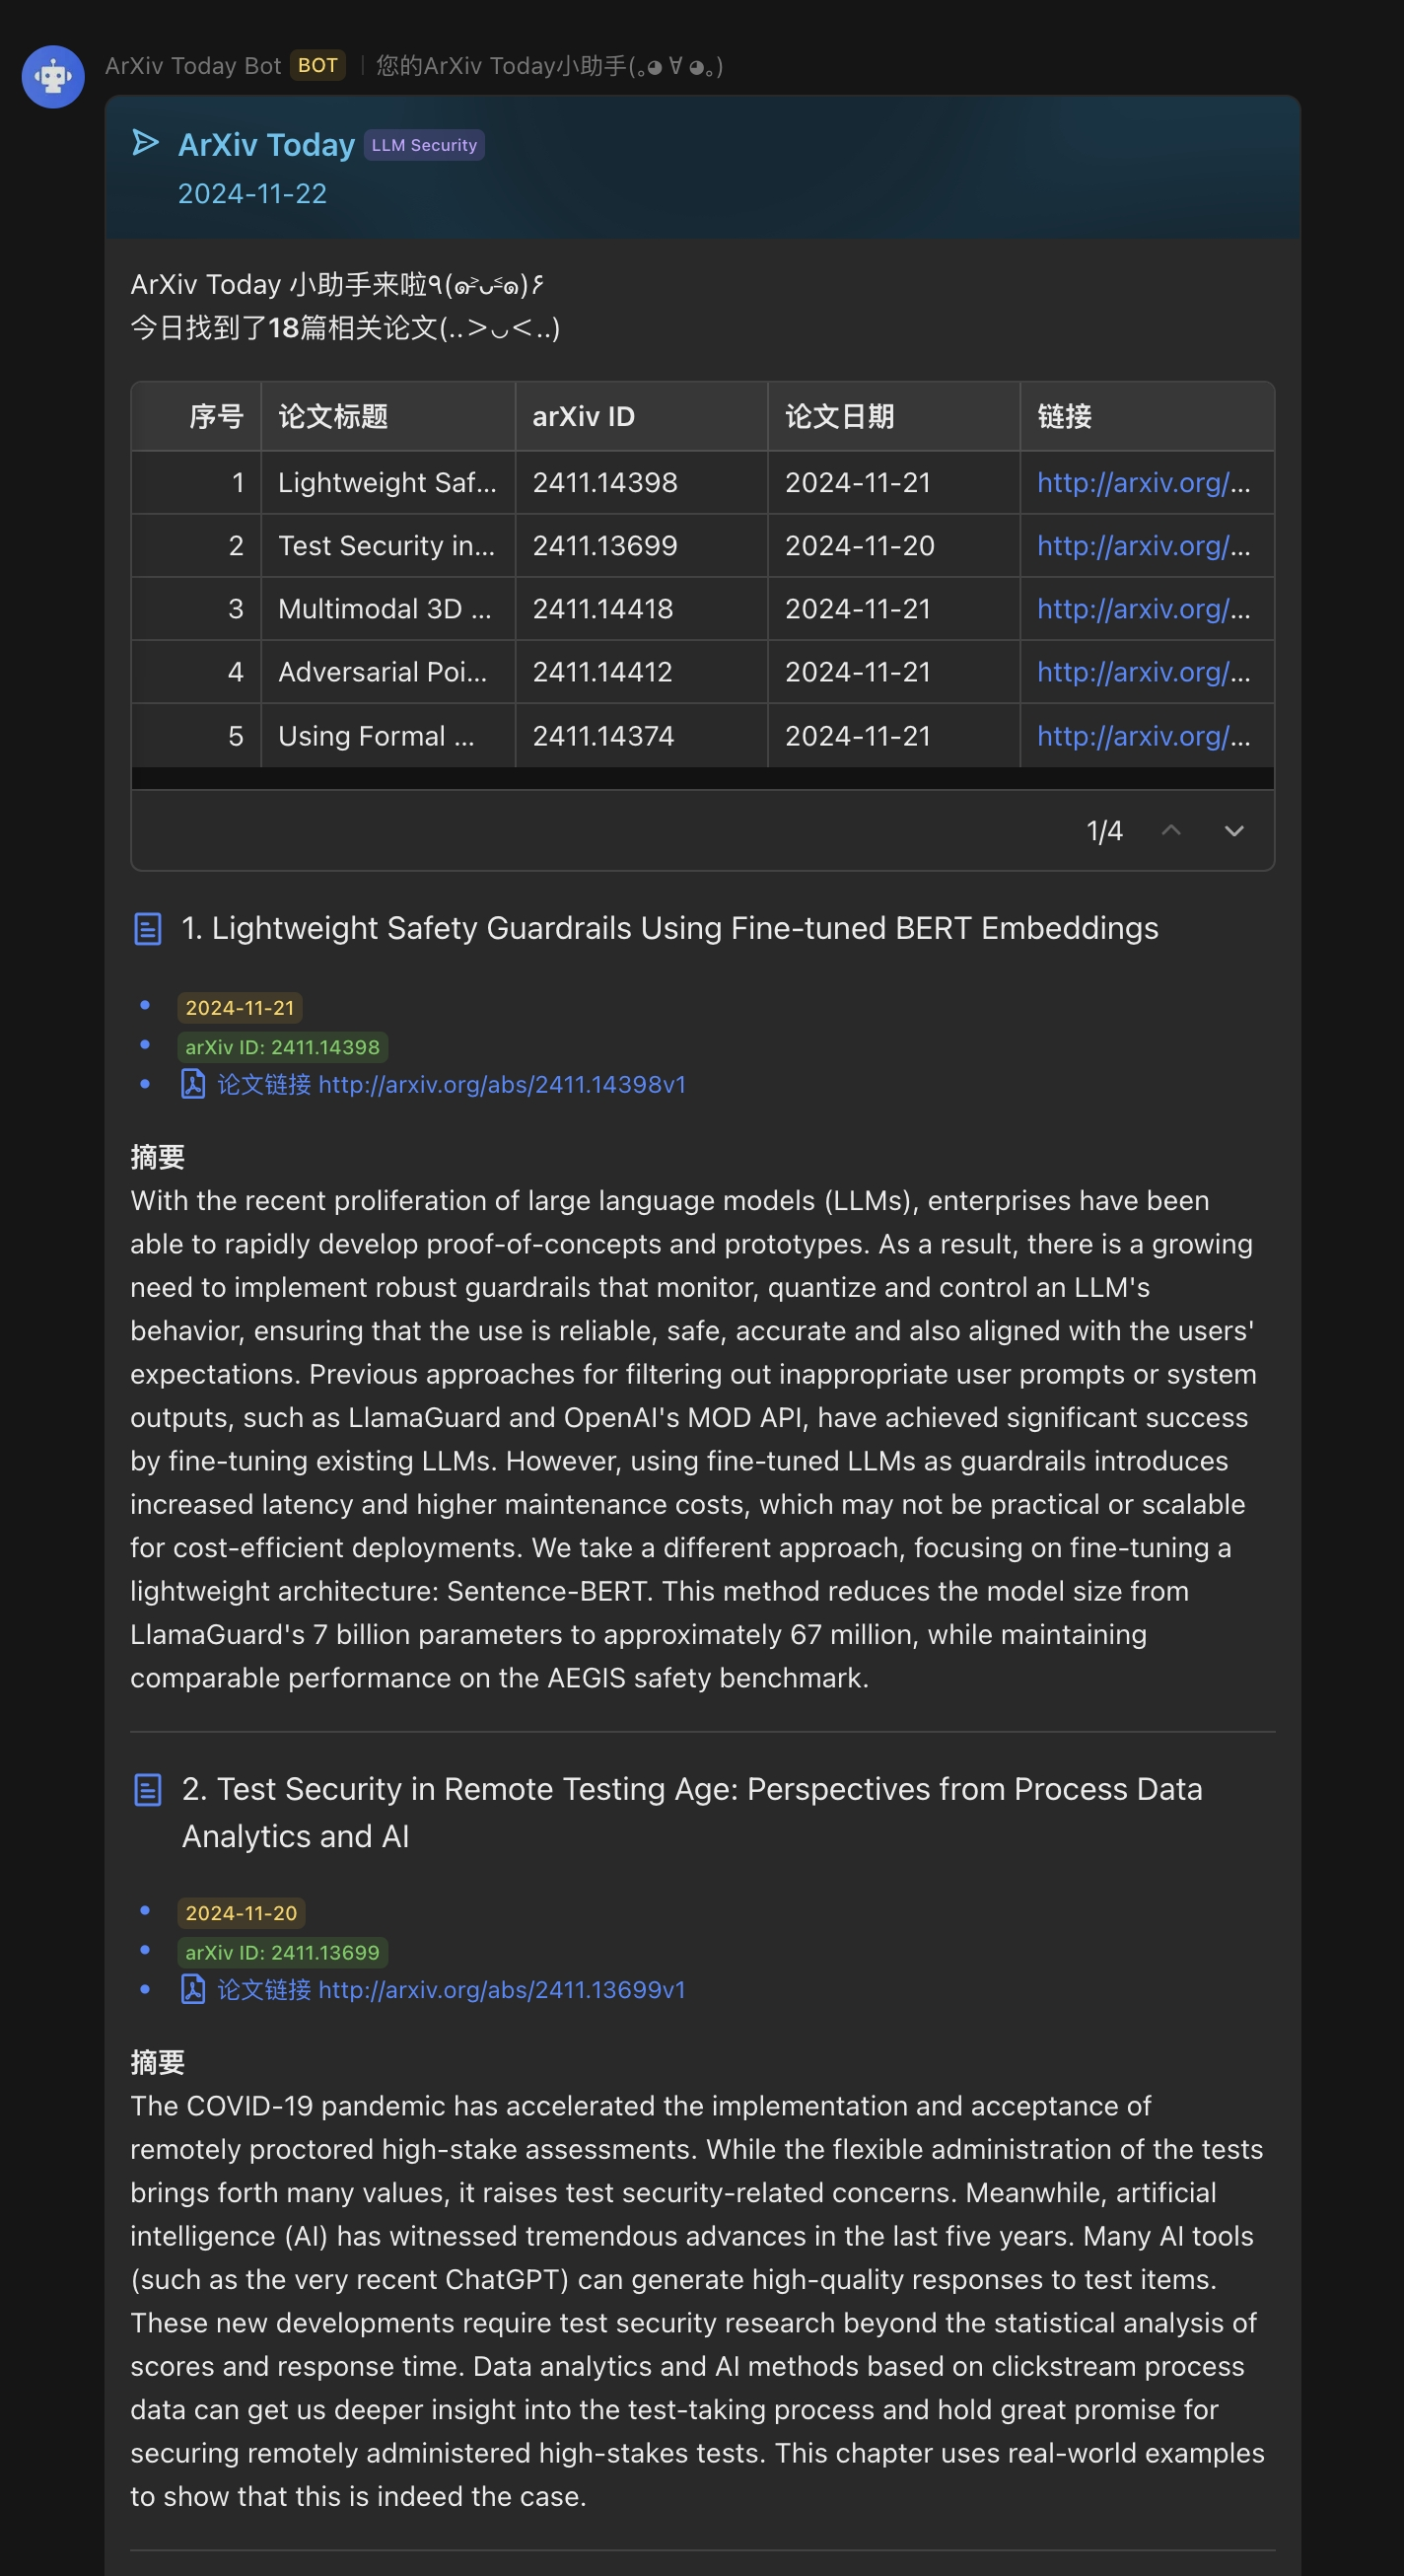 ArXiv Today Bot BOT | 您的ArXiv Today小助手(｡◕∀◕｡)
ArXiv Today LLM Security
2024-11-22
ArXiv Today 小助手来啦٩(๑˃̵ᴗ˂̵๑)۶
今日找到了18篇相关论文(..＞◡＜..)
序号 论文标题 arXiv ID 论文日期 链接
1 Lightweight Saf... 2411.14398 2024-11-21 http://arxiv.org/...
2 Test Security in... 2411.13699 2024-11-20 http://arxiv.org/...
3 Multimodal 3D ... 2411.14418 2024-11-21 http://arxiv.org/...
4 Adversarial Poi... 2411.14412 2024-11-21 http://arxiv.org/...
5 Using Formal ... 2411.14374 2024-11-21 http://arxiv.org/...
1/4
1. Lightweight Safety Guardrails Using Fine-tuned BERT Embeddings
2024-11-21
arXiv ID: 2411.14398
论文链接 http://arxiv.org/abs/2411.14398v1
摘要
With the recent proliferation of large language models (LLMs), enterprises have been
able to rapidly develop proof-of-concepts and prototypes. As a result, there is a growing
need to implement robust guardrails that monitor, quantize and control an LLM's
behavior, ensuring that the use is reliable, safe, accurate and also aligned with the users'
expectations. Previous approaches for filtering out inappropriate user prompts or system
outputs, such as LlamaGuard and OpenAI's MOD API, have achieved significant success
by fine-tuning existing LLMs. However, using fine-tuned LLMs as guardrails introduces
increased latency and higher maintenance costs, which may not be practical or scalable
for cost-efficient deployments. We take a different approach, focusing on fine-tuning a
lightweight architecture: Sentence-BERT. This method reduces the model size from
LlamaGuard's 7 billion parameters to approximately 67 million, while maintaining
comparable performance on the AEGIS safety benchmark.
2. Test Security in Remote Testing Age: Perspectives from Process Data
Analytics and AI
2024-11-20
arXiv ID: 2411.13699
论文链接 http://arxiv.org/abs/2411.13699v1
摘要
The COVID-19 pandemic has accelerated the implementation and acceptance of
remotely proctored high-stake assessments. While the flexible administration of the tests
brings forth many values, it raises test security-related concerns. Meanwhile, artificial
intelligence (AI) has witnessed tremendous advances in the last five years. Many AI tools
(such as the very recent ChatGPT) can generate high-quality responses to test items.
These new developments require test security research beyond the statistical analysis of
scores and response time. Data analytics and AI methods based on clickstream process
data can get us deeper insight into the test-taking process and hold great promise for
securing remotely administered high-stakes tests. This chapter uses real-world examples
to show that this is indeed the case.